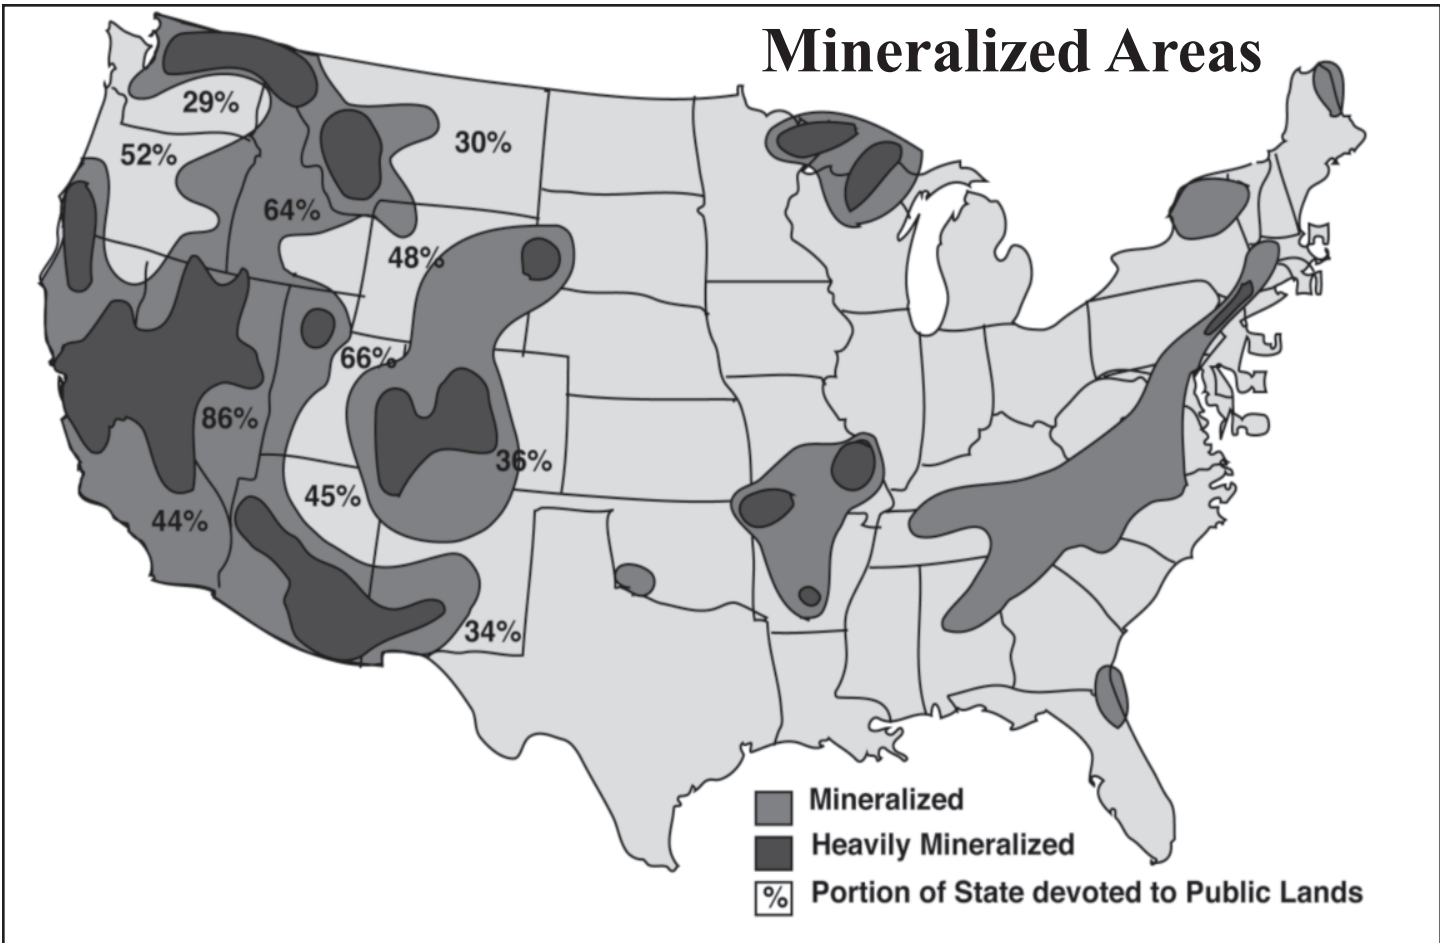 Mineralized Areas
29%
30%
52%
64%
48%
66%
86%
36%
45%
44%
34%
Mineralized
Heavily Mineralized
% Portion of State devoted to Public Lands